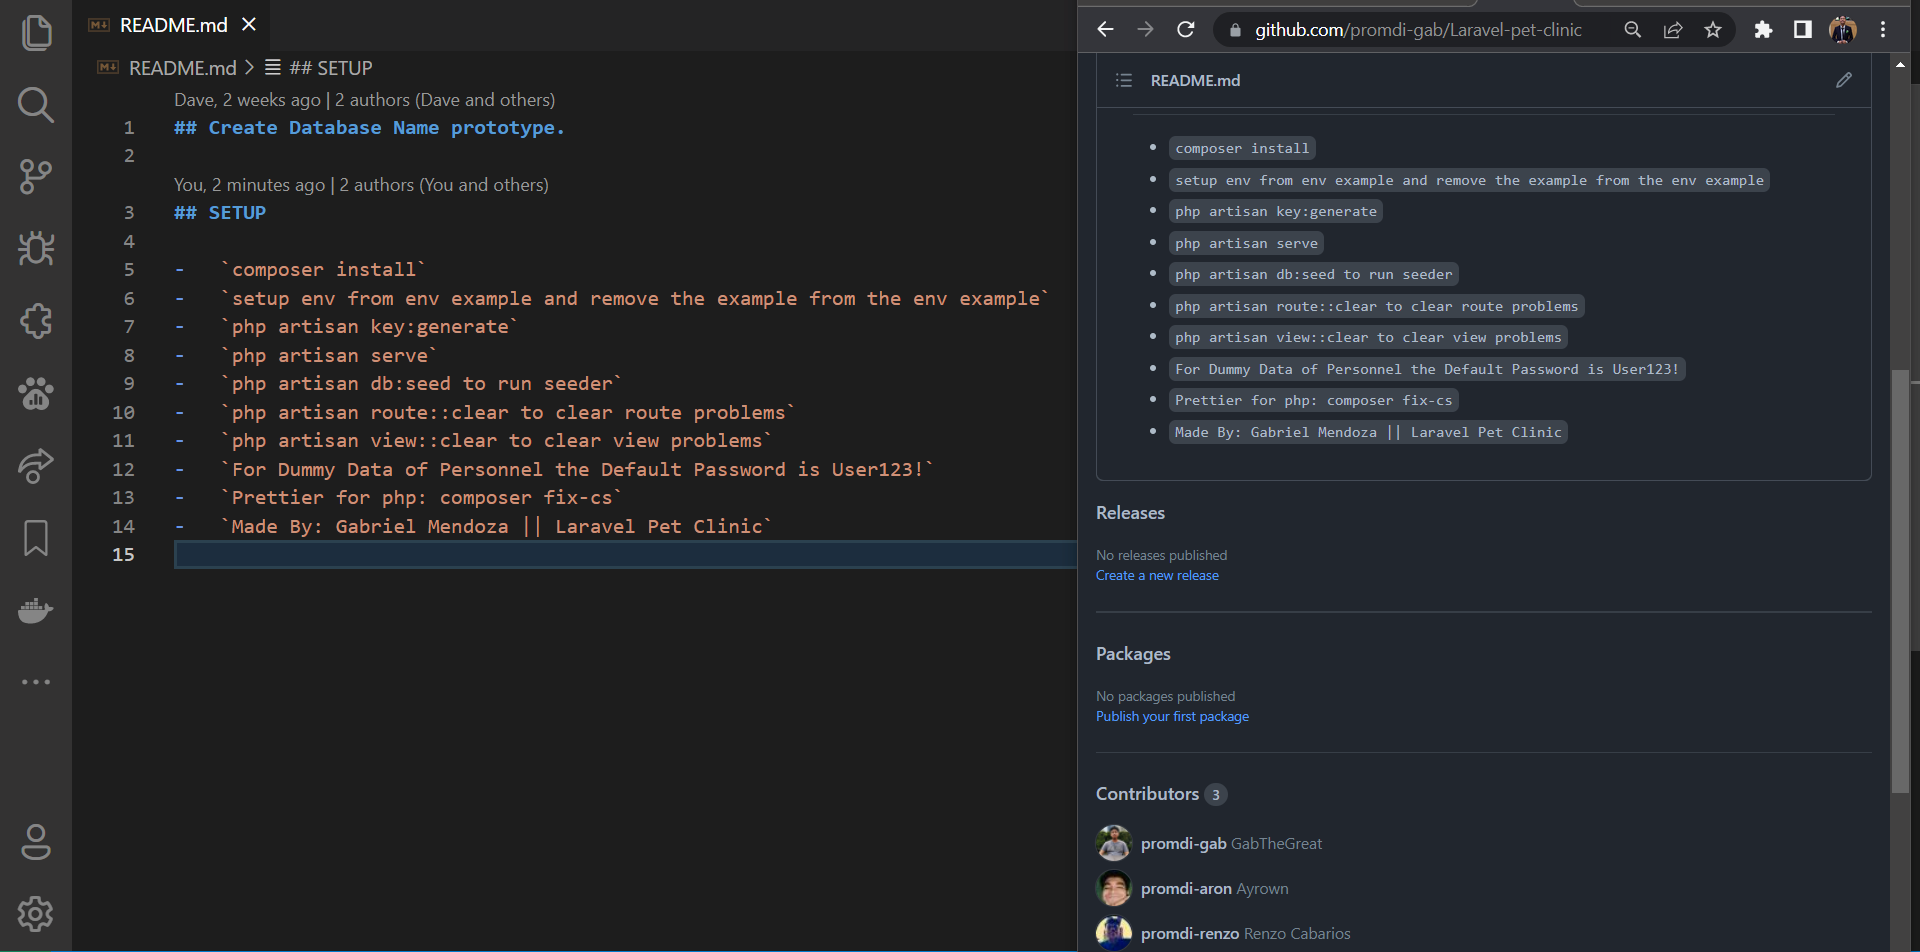 README.md
README.md > ## SETUP
Dave, 2 weeks ago | 2 authors (Dave and others)
1 ## Create Database Name prototype.
2
You, 2 minutes ago | 2 authors (You and others)
3 ## SETUP
4
5 - `composer install`
6 - `setup env from env example and remove the example from the env example`
7 - `php artisan key:generate`
8 - `php artisan serve`
9 - `php artisan db:seed to run seeder`
10 - `php artisan route::clear to clear route problems`
11 - `php artisan view::clear to clear view problems`
12 - `For Dummy Data of Personnel the Default Password is User123!`
13 - `Prettier for php: composer fix-cs`
14 - `Made By: Gabriel Mendoza || Laravel Pet Clinic`
15
github.com/promdi-gab/Laravel-pet-clinic
README.md
• composer install
• setup env from env example and remove the example from the env example
• php artisan key:generate
• php artisan serve
• php artisan db:seed to run seeder
• php artisan route::clear to clear route problems
• php artisan view::clear to clear view problems
• For Dummy Data of Personnel the Default Password is User123!
• Prettier for php: composer fix-cs
• Made By: Gabriel Mendoza || Laravel Pet Clinic
Releases
No releases published
Create a new release
Packages
No packages published
Publish your first package
Contributors 3
promdi-gab GabTheGreat
promdi-aron Ayrown
promdi-renzo Renzo Cabarios